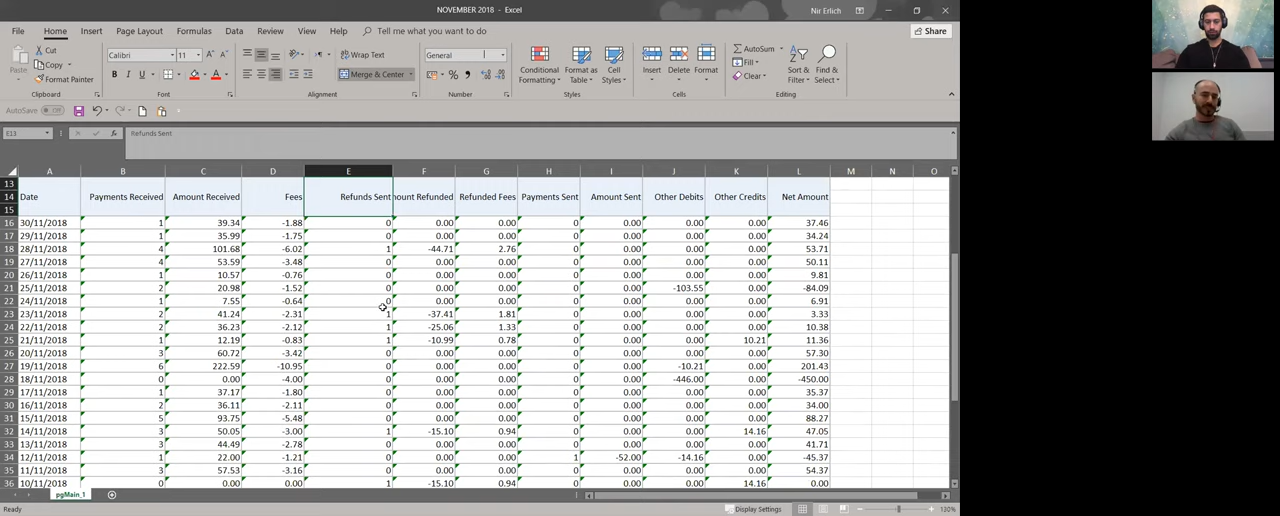 NOVEMBER 2018 - Excel
Nir Erlich
File Home Insert Page Layout Formulas Data Review View Help Tell me what you want to do Share
Paste Cut Copy Format Painter Clipboard
Calibri 11 B I U Font
Wrap Text Merge & Center Alignment
General % Number
Conditional Formatting Format as Table Cell Styles Styles
Insert Delete Format Cells
AutoSum Fill Clear Sort & Filter Find & Select Editing
AutoSave
E13 fx Refunds Sent
A B C D E F G H I J K L M N O
13
14 Date Payments Received Amount Received Fees Refunds Sent ount Refunded Refunded Fees Payments Sent Amount Sent Other Debits Other Credits Net Amount
15
16 30/11/2018 1 39.34 -1.88 0 0.00 0.00 0 0.00 0.00 0.00 37.46
17 29/11/2018 1 35.99 -1.75 0 0.00 0.00 0 0.00 0.00 0.00 34.24
18 28/11/2018 4 101.68 -6.02 1 -44.71 2.76 0 0.00 0.00 0.00 53.71
19 27/11/2018 4 53.59 -3.48 0 0.00 0.00 0 0.00 0.00 0.00 50.11
20 26/11/2018 1 10.57 -0.76 0 0.00 0.00 0 0.00 0.00 0.00 9.81
21 25/11/2018 2 20.98 -1.52 0 0.00 0.00 0 0.00 -103.55 0.00 -84.09
22 24/11/2018 1 7.55 -0.64 0 0.00 0.00 0 0.00 0.00 0.00 6.91
23 23/11/2018 2 41.24 -2.31 1 -37.41 1.81 0 0.00 0.00 0.00 3.33
24 22/11/2018 2 36.23 -2.12 1 -25.06 1.33 0 0.00 0.00 0.00 10.38
25 21/11/2018 1 12.19 -0.83 1 -10.99 0.78 0 0.00 0.00 10.21 11.36
26 20/11/2018 3 60.72 -3.42 0 0.00 0.00 0 0.00 0.00 0.00 57.30
27 19/11/2018 6 222.59 -10.95 0 0.00 0.00 0 0.00 -10.21 0.00 201.43
28 18/11/2018 0 0.00 -4.00 0 0.00 0.00 0 0.00 -446.00 0.00 -450.00
29 17/11/2018 1 37.17 -1.80 0 0.00 0.00 0 0.00 0.00 0.00 35.37
30 16/11/2018 2 36.11 -2.11 0 0.00 0.00 0 0.00 0.00 0.00 34.00
31 15/11/2018 5 93.75 -5.48 0 0.00 0.00 0 0.00 0.00 0.00 88.27
32 14/11/2018 3 50.05 -3.00 1 -15.10 0.94 0 0.00 0.00 14.16 47.05
33 13/11/2018 3 44.49 -2.78 0 0.00 0.00 0 0.00 0.00 0.00 41.71
34 12/11/2018 1 22.00 -1.21 0 0.00 0.00 1 -52.00 -14.16 0.00 -45.37
35 11/11/2018 3 57.53 -3.16 0 0.00 0.00 0 0.00 0.00 0.00 54.37
36 10/11/2018 0 0.00 0.00 1 -15.10 0.94 0 0.00 0.00 14.16 0.00
pgMain_1
Ready Display Settings 130%